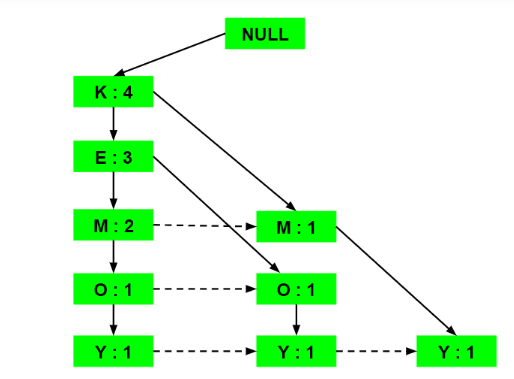 NULL
K : 4
E : 3
M : 2
M : 1
O : 1
O : 1
Y : 1
Y : 1
Y : 1